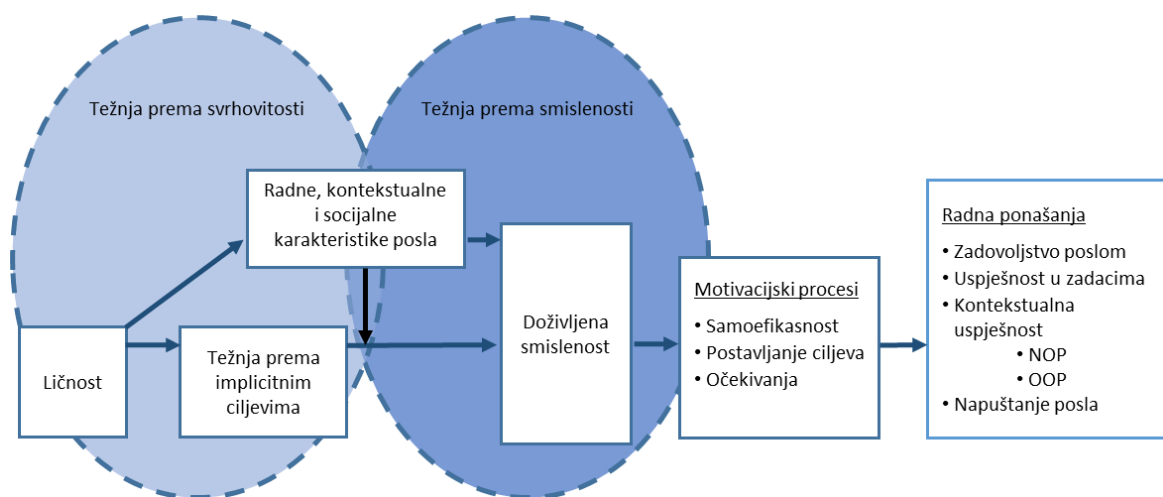 Težnja prema svrhovitosti
Težnja prema smislenosti
Radne, kontekstualne
i socijalne
karakteristike posla
Ličnost
Težnja prema
implicitnim
ciljevima
Doživljena
smislenost
Motivacijski procesi
• Samoefikasnost
• Postavljanje ciljeva
• Očekivanja
Radna ponašanja
• Zadovoljstvo poslom
• Uspješnost u zadacima
• Kontekstualna
uspješnost
• NOP
• OOP
• Napuštanje posla